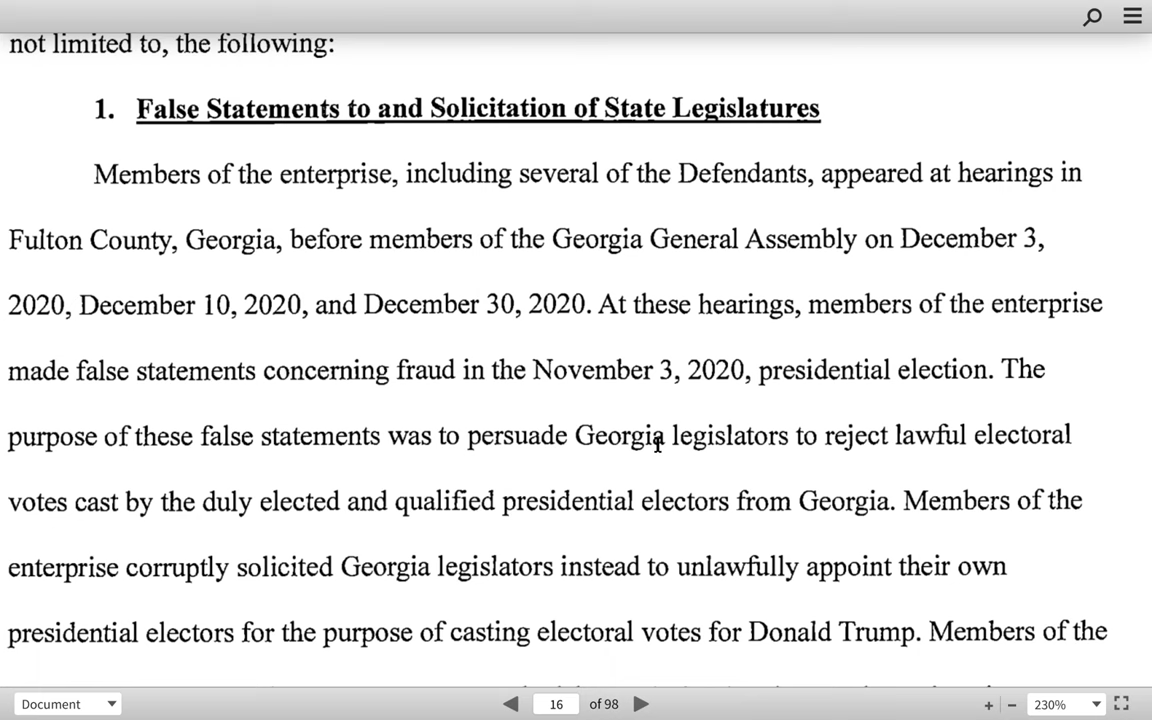 not limited to, the following:
1. False Statements to and Solicitation of State Legislatures
Members of the enterprise, including several of the Defendants, appeared at hearings in
Fulton County, Georgia, before members of the Georgia General Assembly on December 3,
2020, December 10, 2020, and December 30, 2020. At these hearings, members of the enterprise
made false statements concerning fraud in the November 3, 2020, presidential election. The
purpose of these false statements was to persuade Georgia legislators to reject lawful electoral
votes cast by the duly elected and qualified presidential electors from Georgia. Members of the
enterprise corruptly solicited Georgia legislators instead to unlawfully appoint their own
presidential electors for the purpose of casting electoral votes for Donald Trump. Members of the
Document 16 of 98 + − 230%